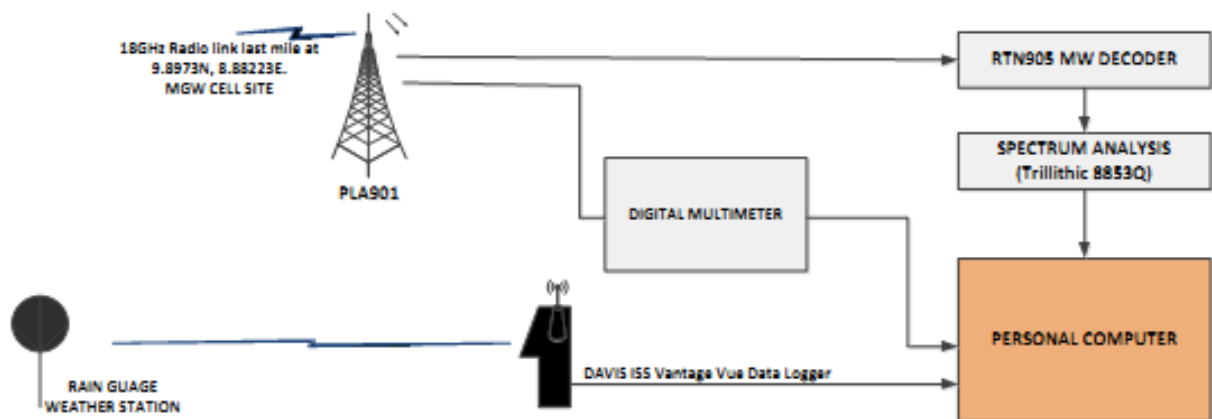 18GHz Radio link last mile at
9.8973N, 8.88223E.
MGW CELL SITE
PLA901
RTN905 MW DECODER
SPECTRUM ANALYSIS
(Trillithic 8853Q)
DIGITAL MULTIMETER
PERSONAL COMPUTER
DAVIS ISS Vantage Vue Data Logger
RAIN GUAGE
WEATHER STATION